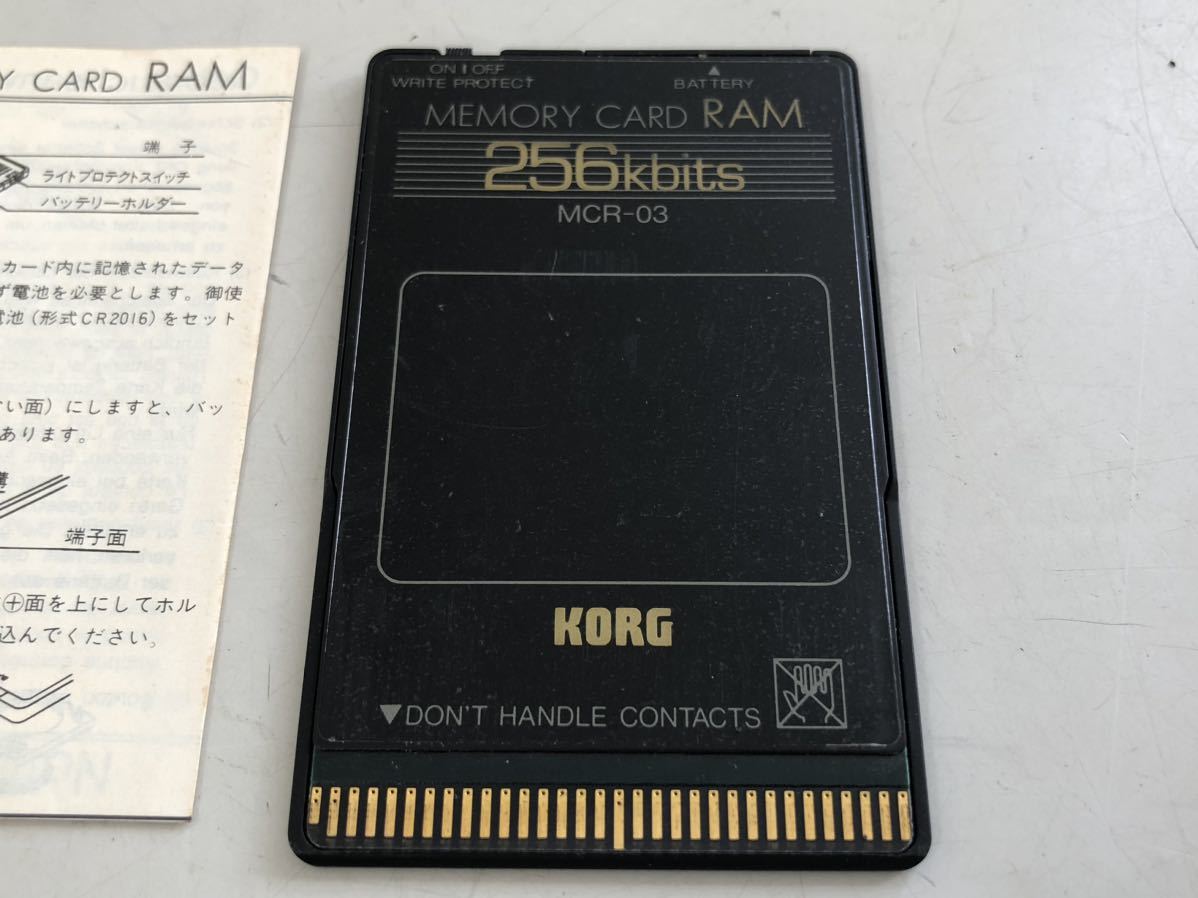 Y CARD RAM
端 子
ライトプロテクトスイッチ
バッテリーホルダー
カード内に記憶されたデータ
ず電池を必要とします。御使
電池（形式CR2016）をセット
い面）にしますと、バッ
あります。
溝
端子面
⊕面を上にしてホル
込んでください。
ON OFF
WRITE PROTECT
▲
BATTERY
MEMORY CARD RAM
256kbits
MCR-03
KORG
▼DON'T HANDLE CONTACTS